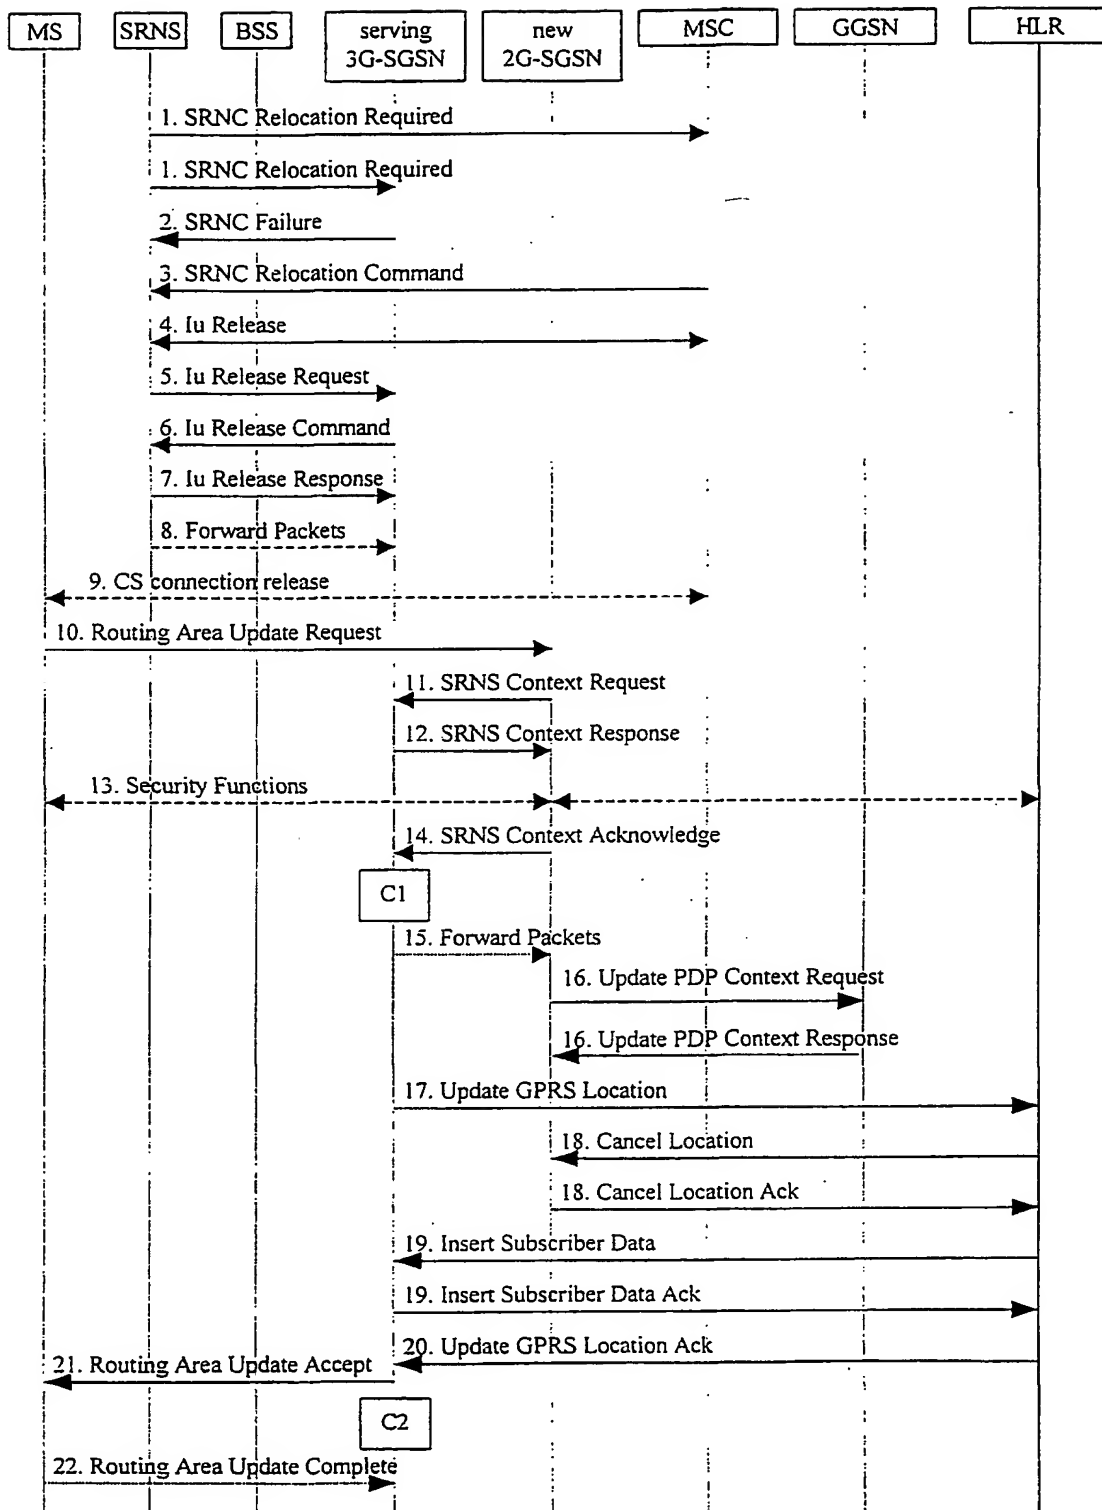 MS SRNS BSS serving new MSC GGSN HLR
3G-SGSN 2G-SGSN
1. SRNC Relocation Required
1. SRNC Relocation Required
2. SRNC Failure
3. SRNC Relocation Command
4. Iu Release
5. Iu Release Request
6. Iu Release Command
7. Iu Release Response
8. Forward Packets
9. CS connection release
10. Routing Area Update Request
11. SRNS Context Request
12. SRNS Context Response
13. Security Functions
14. SRNS Context Acknowledge
C1
15. Forward Packets
16. Update PDP Context Request
16. Update PDP Context Response
17. Update GPRS Location
18. Cancel Location
18. Cancel Location Ack
19. Insert Subscriber Data
19. Insert Subscriber Data Ack
20. Update GPRS Location Ack
21. Routing Area Update Accept
C2
22. Routing Area Update Complete